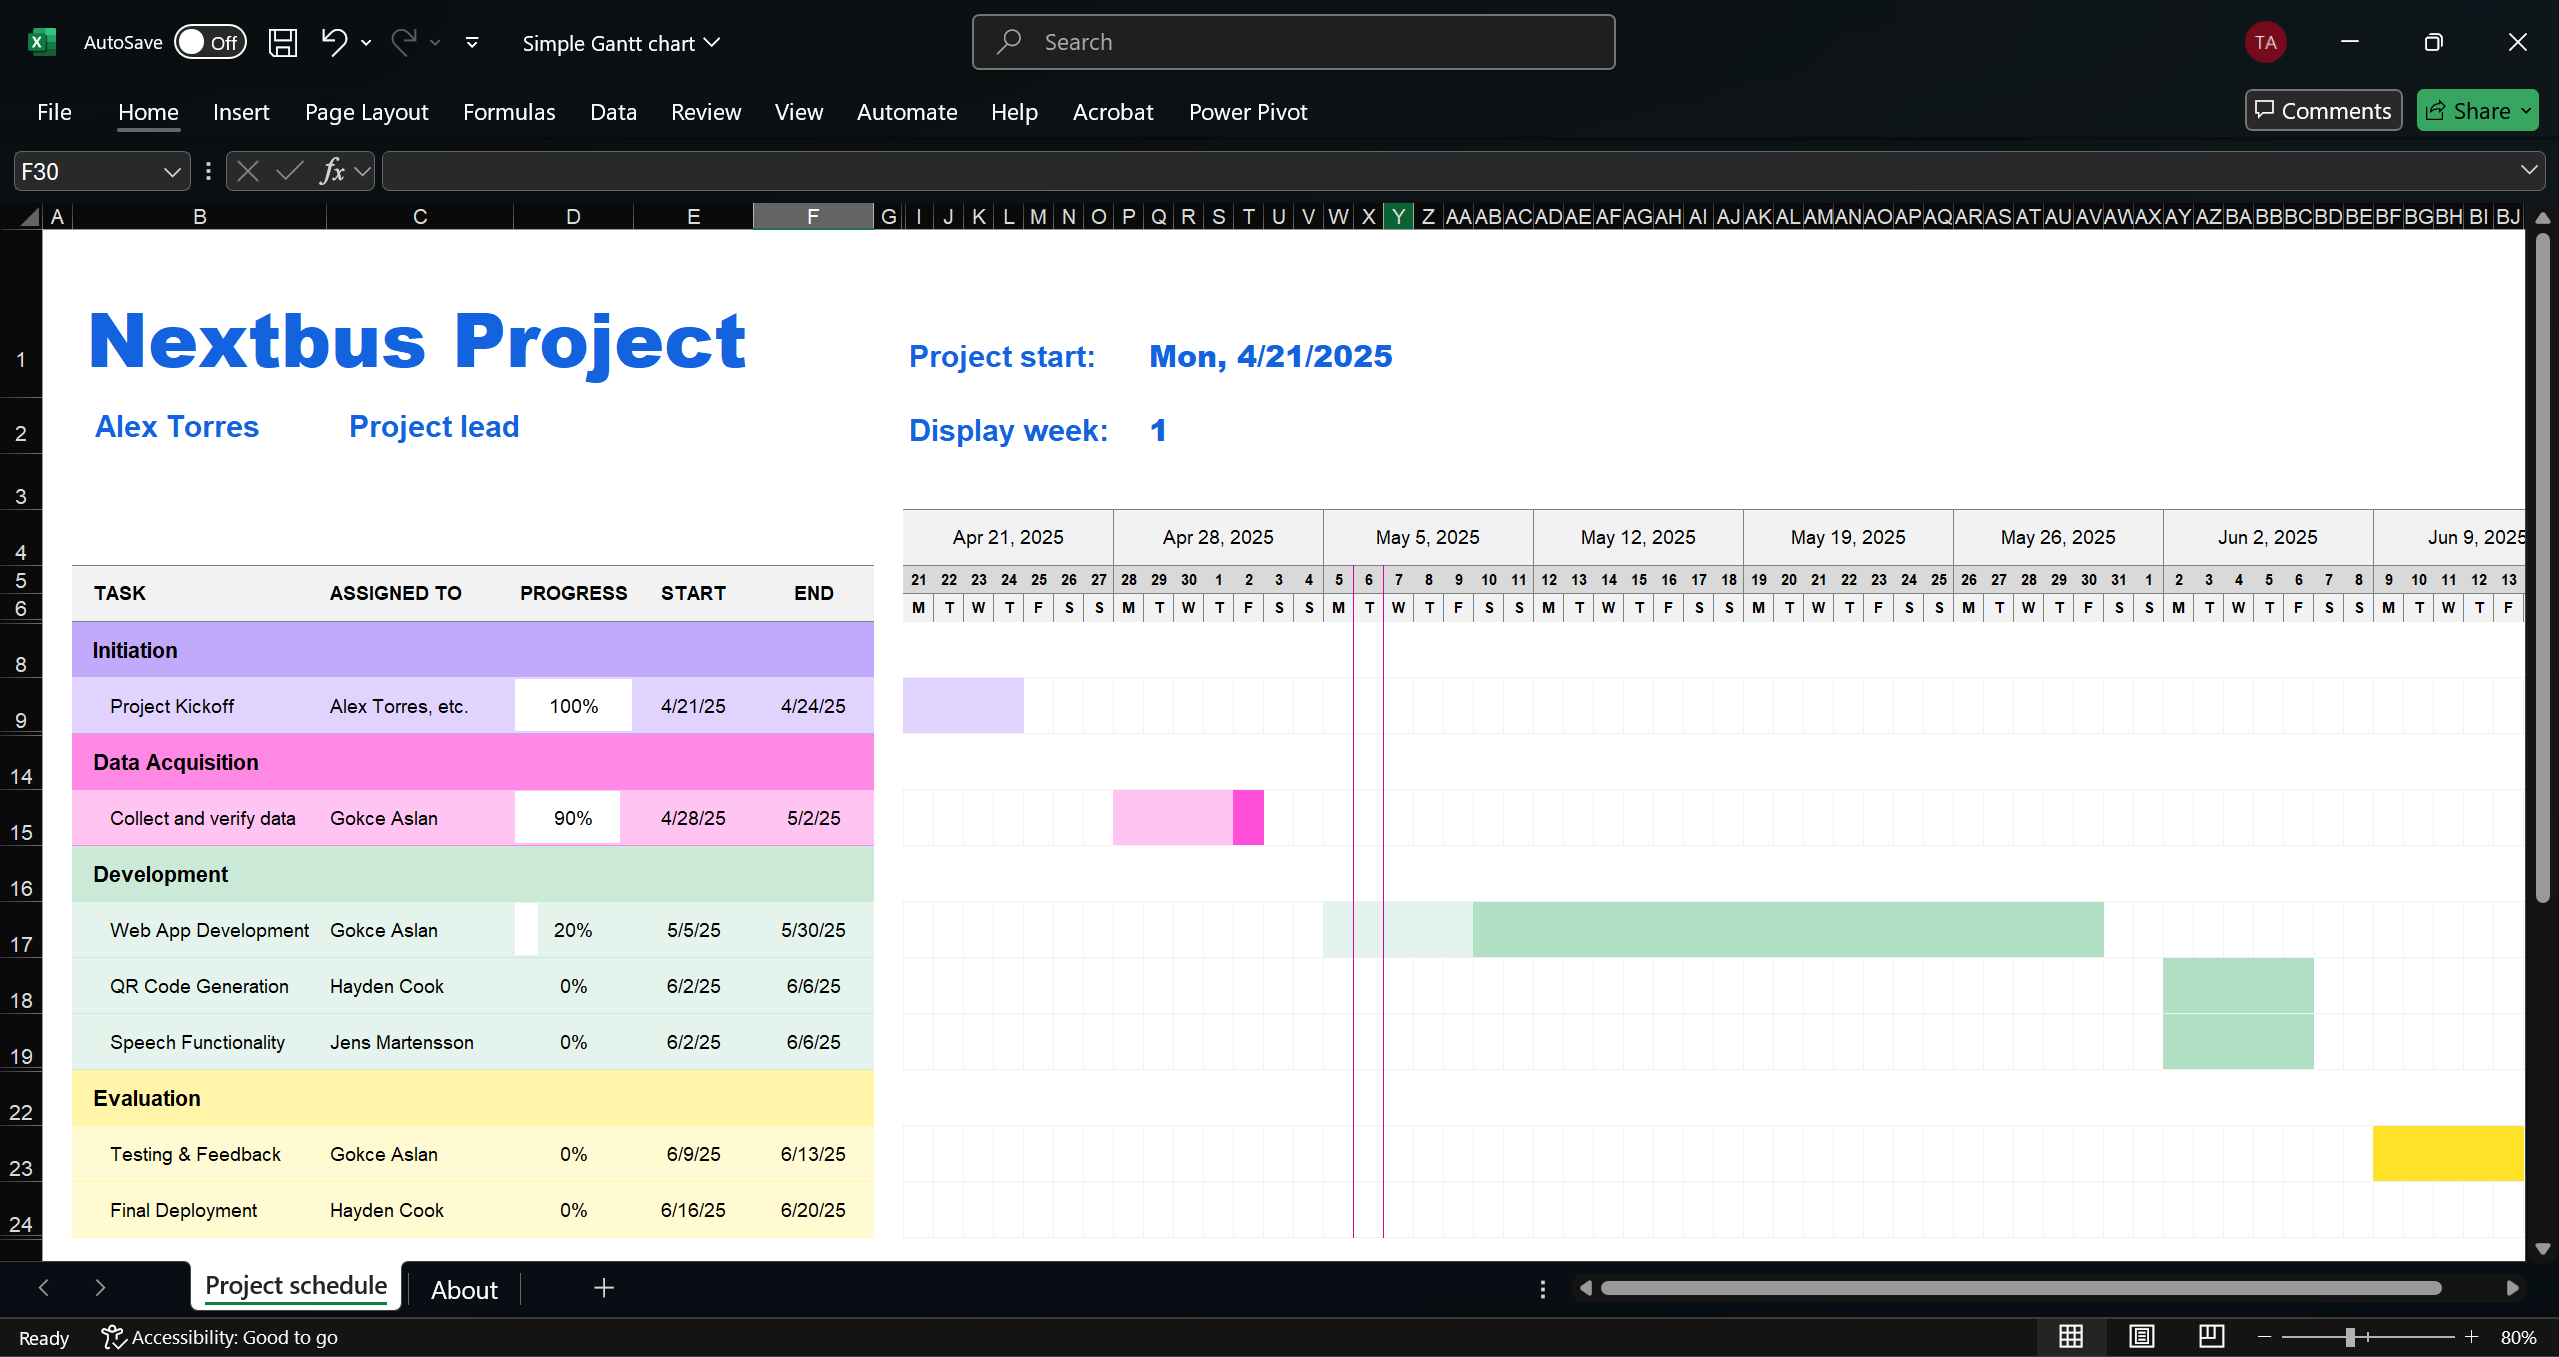 AutoSave Off Simple Gantt chart Search TA
File Home Insert Page Layout Formulas Data Review View Automate Help Acrobat Power Pivot Comments Share
F30 fx
A B C D E F G I J K L M N O P Q R S T U V W X Y Z AA AB AC AD AE AF AG AH AI AJ AK AL AM AN AO AP AQ AR AS AT AU AV AW AX AY AZ BA BB BC BD BE BF BG BH BI BJ
1 Nextbus Project Project start: Mon, 4/21/2025
2 Alex Torres Project lead Display week: 1
3
4 Apr 21, 2025 Apr 28, 2025 May 5, 2025 May 12, 2025 May 19, 2025 May 26, 2025 Jun 2, 2025 Jun 9, 2025
5 21 22 23 24 25 26 27 28 29 30 1 2 3 4 5 6 7 8 9 10 11 12 13 14 15 16 17 18 19 20 21 22 23 24 25 26 27 28 29 30 31 1 2 3 4 5 6 7 8 9 10 11 12 13
TASK ASSIGNED TO PROGRESS START END
6 M T W T F S S M T W T F S S M T W T F S S M T W T F S S M T W T F S S M T W T F S S M T W T F S S M T W T F
8 Initiation
9 Project Kickoff Alex Torres, etc. 100% 4/21/25 4/24/25
14 Data Acquisition
15 Collect and verify data Gokce Aslan 90% 4/28/25 5/2/25
16 Development
17 Web App Development Gokce Aslan 20% 5/5/25 5/30/25
18 QR Code Generation Hayden Cook 0% 6/2/25 6/6/25
19 Speech Functionality Jens Martensson 0% 6/2/25 6/6/25
22 Evaluation
23 Testing & Feedback Gokce Aslan 0% 6/9/25 6/13/25
24 Final Deployment Hayden Cook 0% 6/16/25 6/20/25
Project schedule About
Ready Accessibility: Good to go 80%